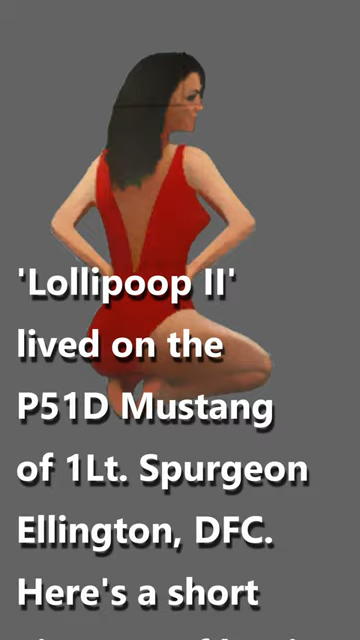 'Lollipoop II'
lived on the
P51D Mustang
of 1Lt. Spurgeon
Ellington, DFC.
Here's a short